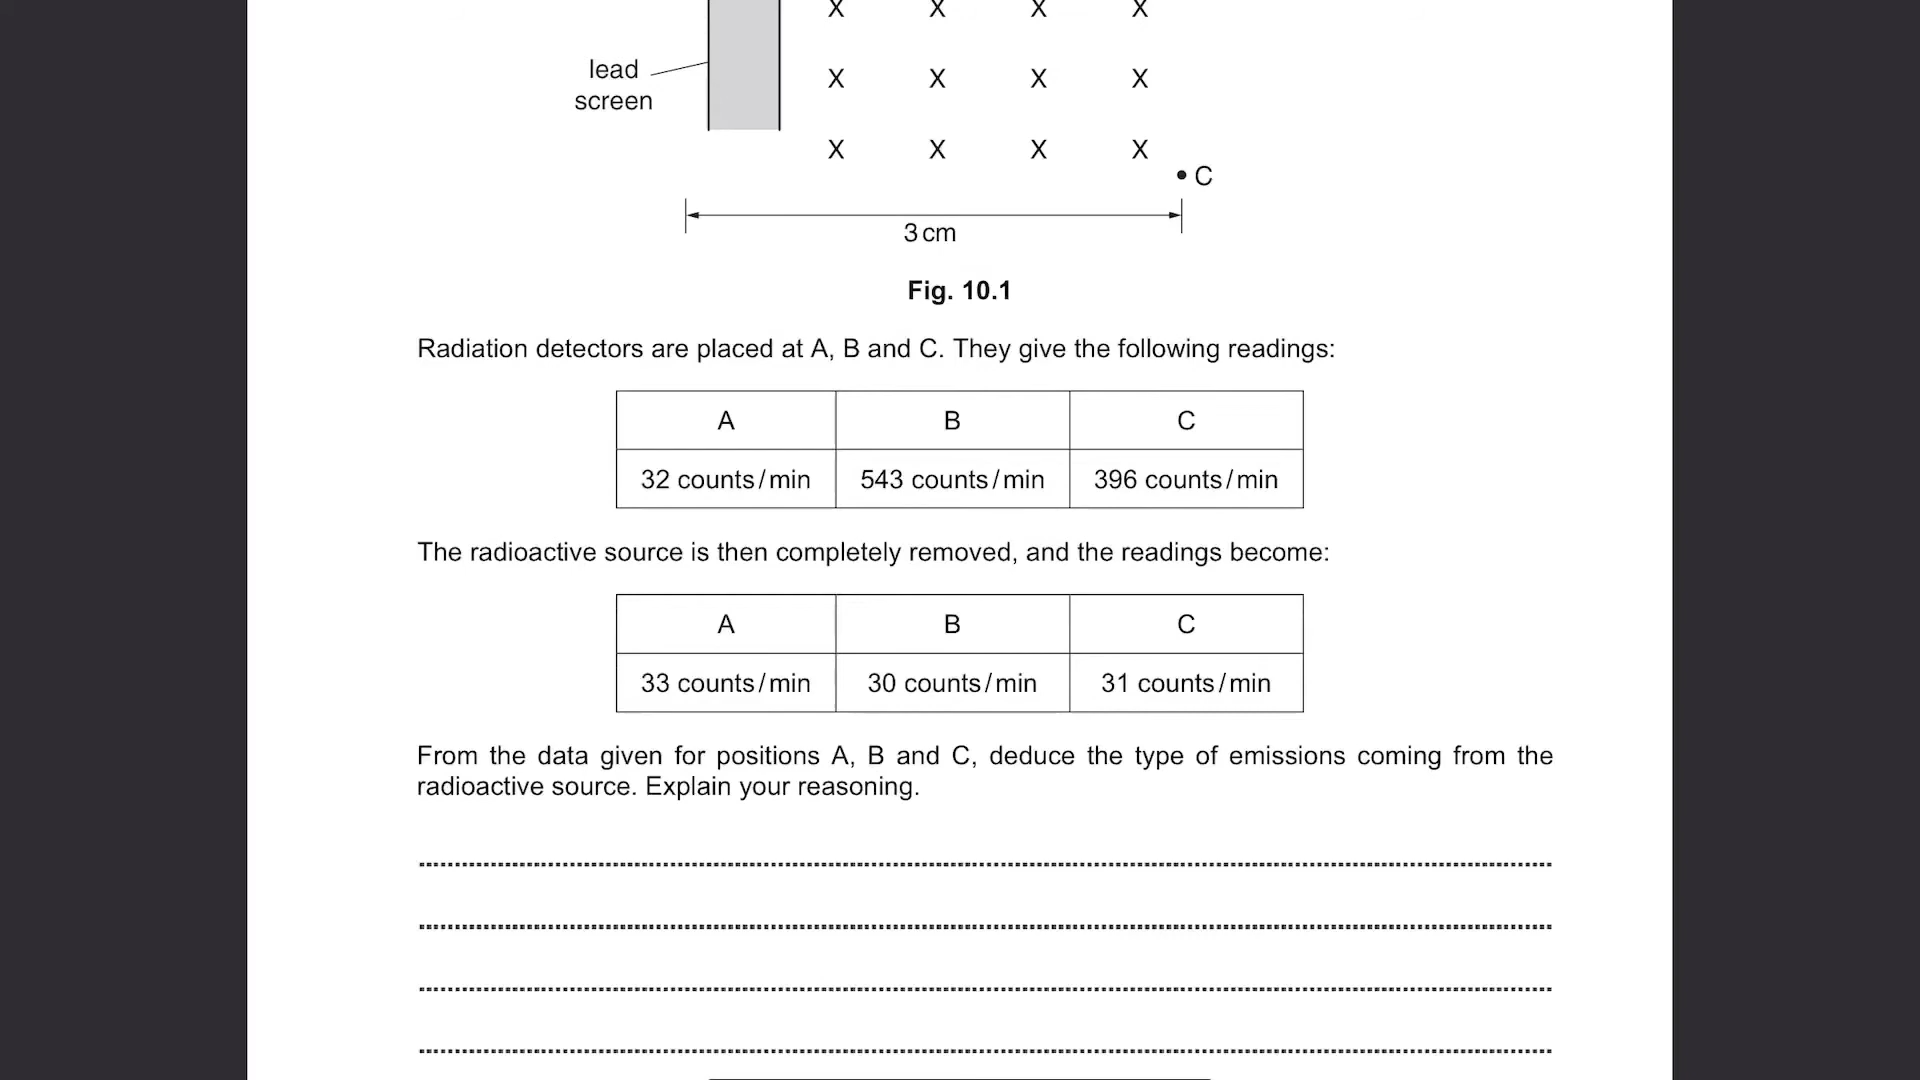 X X X X
lead
screen
X X X X
X X X X
C
3 cm
Fig. 10.1
Radiation detectors are placed at A, B and C. They give the following readings:
A B C
32 counts / min 543 counts / min 396 counts / min
The radioactive source is then completely removed, and the readings become:
A B C
33 counts / min 30 counts / min 31 counts / min
From the data given for positions A, B and C, deduce the type of emissions coming from the
radioactive source. Explain your reasoning.